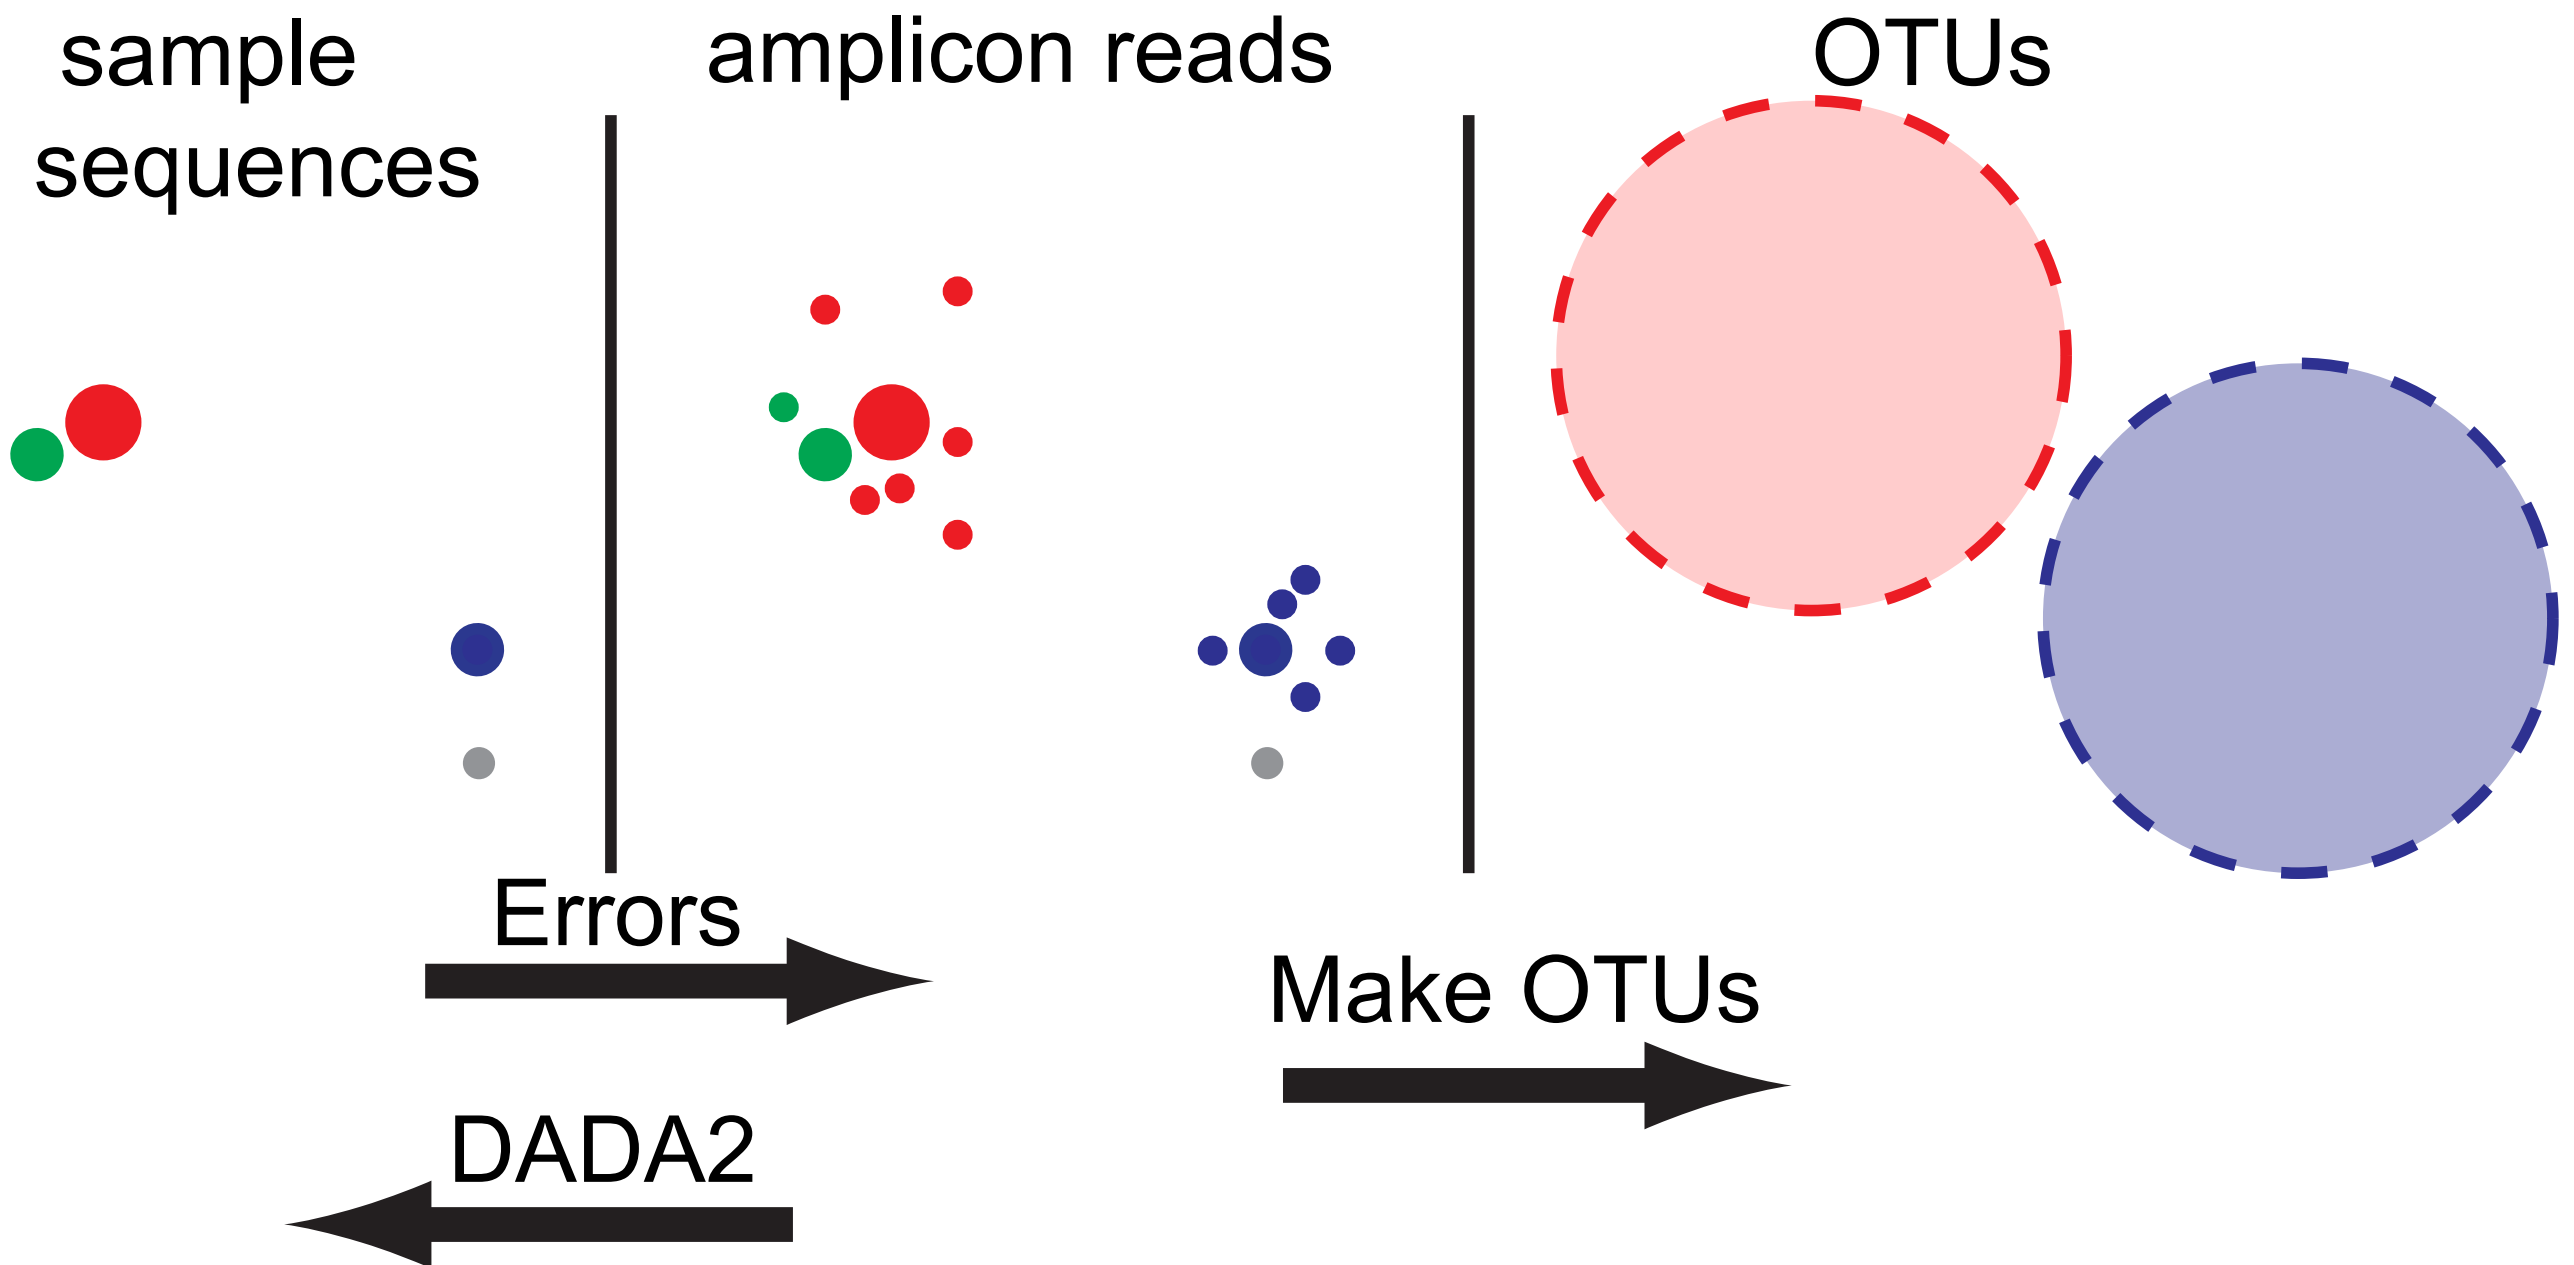 sample
sequences
amplicon reads
OTUs
Errors
Make OTUs
DADA2